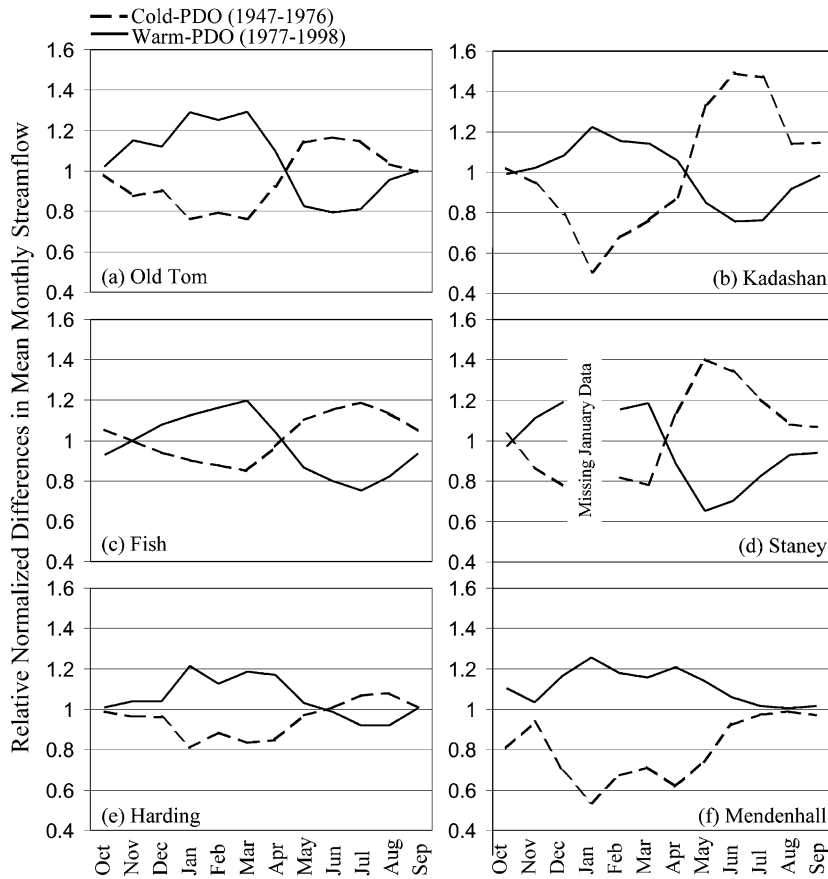 Cold-PDO (1947-1976)
Warm-PDO (1977-1998)
Relative Normalized Differences in Mean Monthly Streamflow
1.6
1.4
1.2
1
0.8
0.6
0.4
(a) Old Tom
1.6
1.4
1.2
1
0.8
0.6
0.4
(b) Kadashan
1.6
1.4
1.2
1
0.8
0.6
0.4
(c) Fish
1.6
1.4
1.2
1
0.8
0.6
0.4
Missing January Data
(d) Staney
1.6
1.4
1.2
1
0.8
0.6
0.4
(e) Harding
Oct
Nov
Dec
Jan
Feb
Mar
Apr
May
Jun
Jul
Aug
Sep
1.6
1.4
1.2
1
0.8
0.6
0.4
(f) Mendenhall
Oct
Nov
Dec
Jan
Feb
Mar
Apr
May
Jun
Jul
Aug
Sep